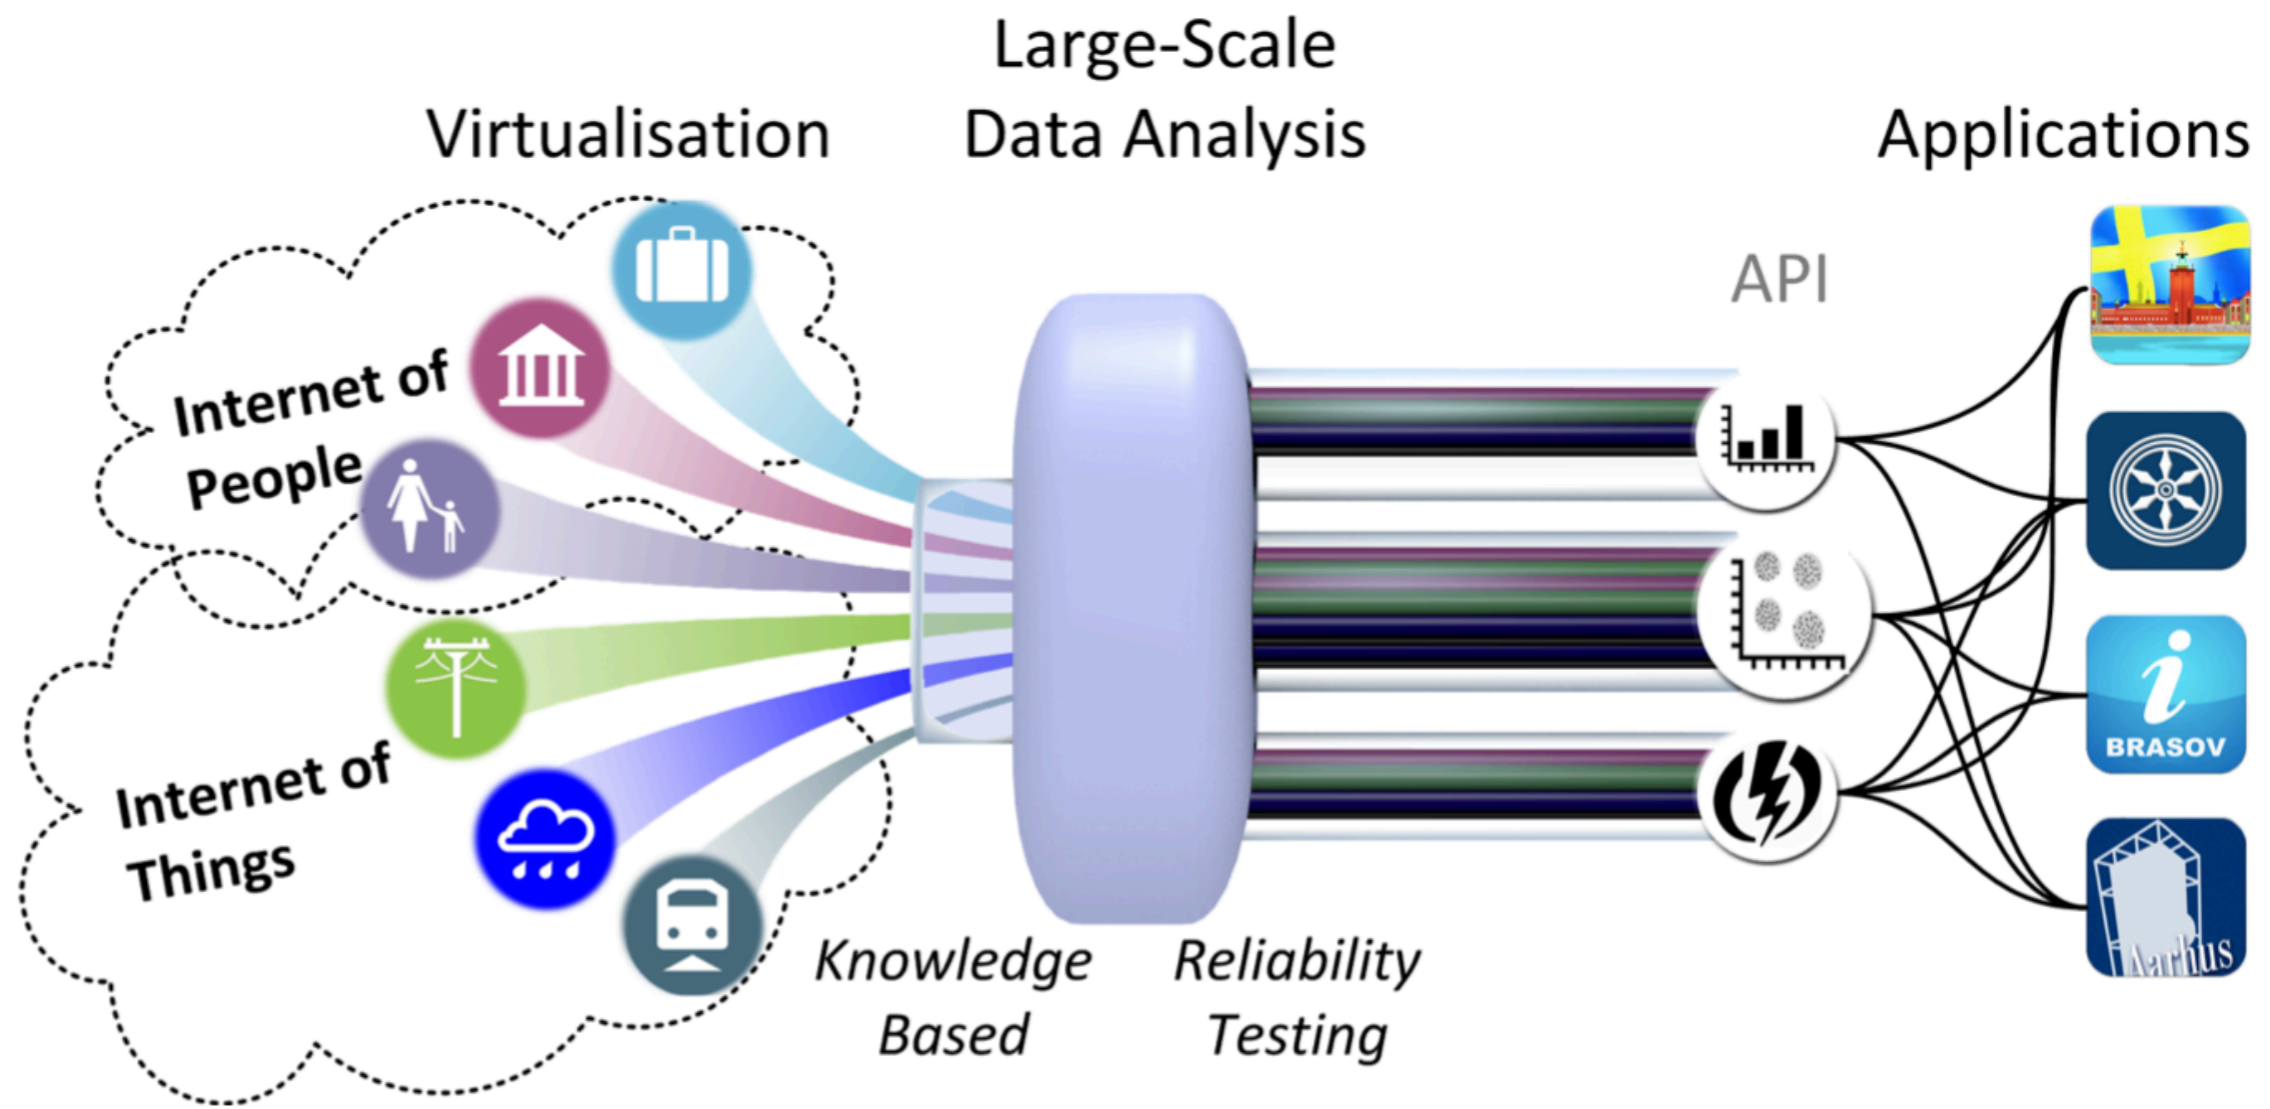 Large-Scale
Virtualisation
Data Analysis
Applications
API
Internet of
People
Internet of
Things
BRASOV
Aarhus
Knowledge
Based
Reliability
Testing